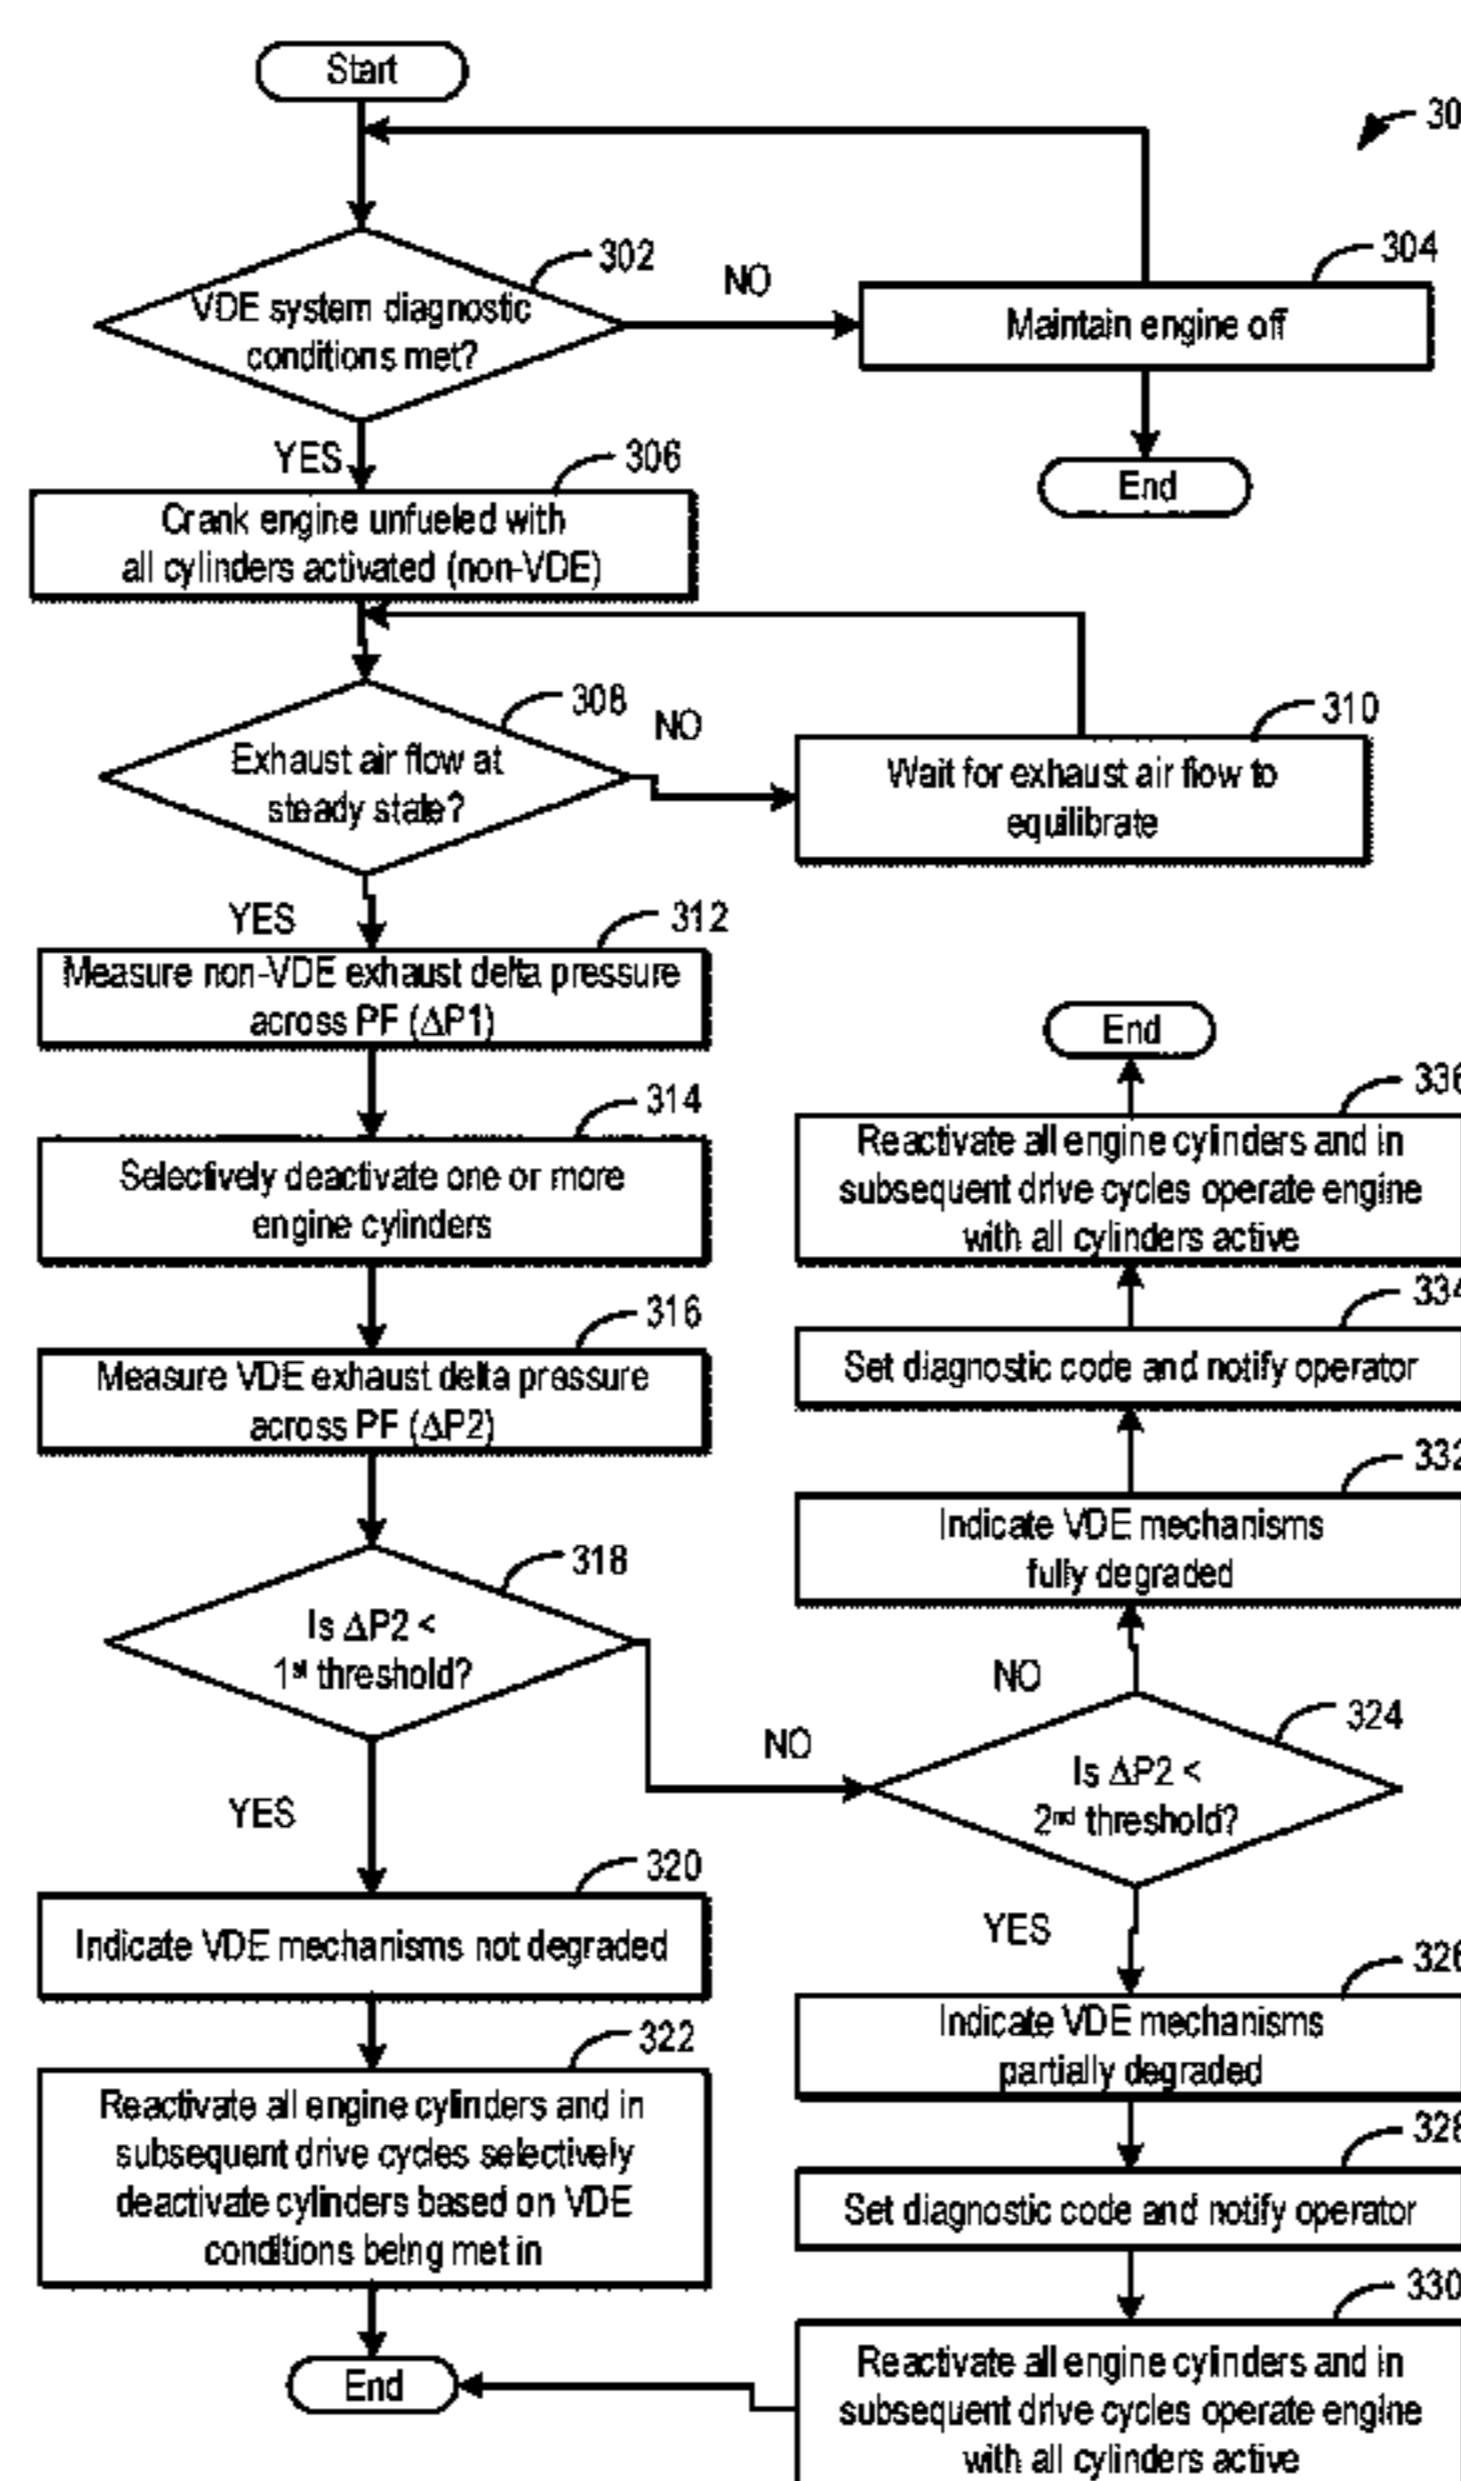 Start
30
302
VDE system diagnostic
conditions met?
NO
304
Maintain engine off
End
YES
306
Crank engine unfueled with
all cylinders activated (non-VDE)
308
Exhaust air flow at
steady state?
NO
310
Wait for exhaust air flow to
equilibrate
YES
312
Measure non-VDE exhaust delta pressure
across PF (ΔP1)
314
Selectively deactivate one or more
engine cylinders
316
Measure VDE exhaust delta pressure
across PF (ΔP2)
318
Is ΔP2 <
1st threshold?
NO
YES
320
Indicate VDE mechanisms not degraded
322
Reactivate all engine cylinders and in
subsequent drive cycles selectively
deactivate cylinders based on VDE
conditions being met in
End
End
336
Reactivate all engine cylinders and in
subsequent drive cycles operate engine
with all cylinders active
334
Set diagnostic code and notify operator
332
Indicate VDE mechanisms
fully degraded
NO
324
Is ΔP2 <
2nd threshold?
YES
326
Indicate VDE mechanisms
partially degraded
328
Set diagnostic code and notify operator
330
Reactivate all engine cylinders and in
subsequent drive cycles operate engine
with all cylinders active